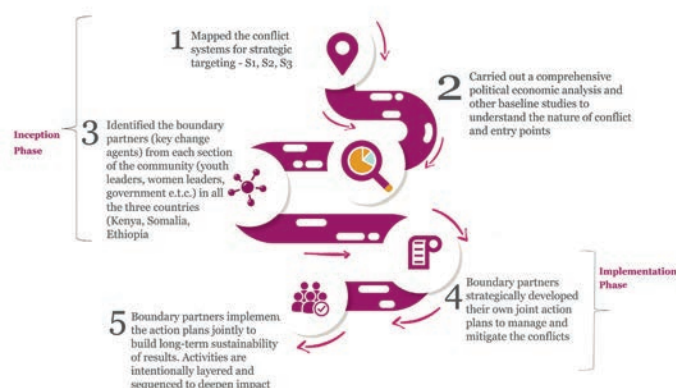 1
Mapped the conflict
systems for strategic
targeting - S1, S2, S3
2
Carried out a comprehensive
political economic analysis and
other baseline studies to
understand the nature of conflict
and entry points
Inception
Phase
3
Identified the boundary
partners (key change
agents) from each section
of the community (youth
leaders, women leaders,
government e.t.c.) in all
the three countries
(Kenya, Somalia,
Ethiopia
4
Boundary partners
strategically developed
their own joint action
plans to manage and
mitigate the conflicts
Implementation
Phase
5
Boundary partners implement
the action plans jointly to
build long-term sustainability
of results. Activities are
intentionally layered and
sequenced to deepen impact